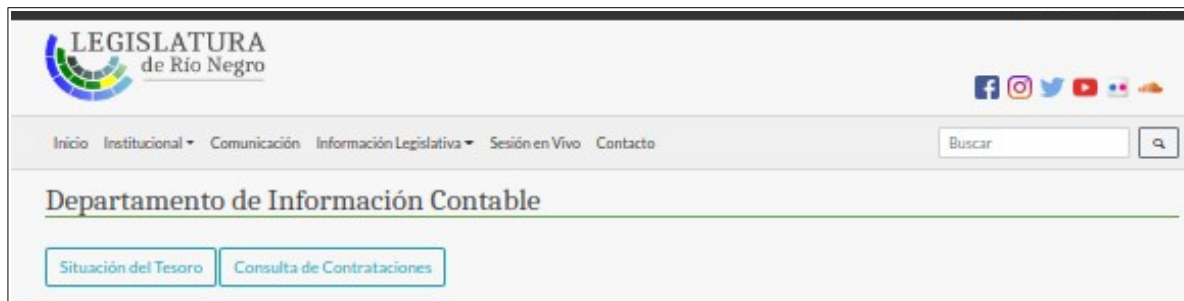 LEGISLATURA
de Río Negro
Inicio Institucional Comunicación Información Legislativa Sesión en Vivo Contacto Buscar
Departamento de Información Contable
Situación del Tesoro Consulta de Contrataciones